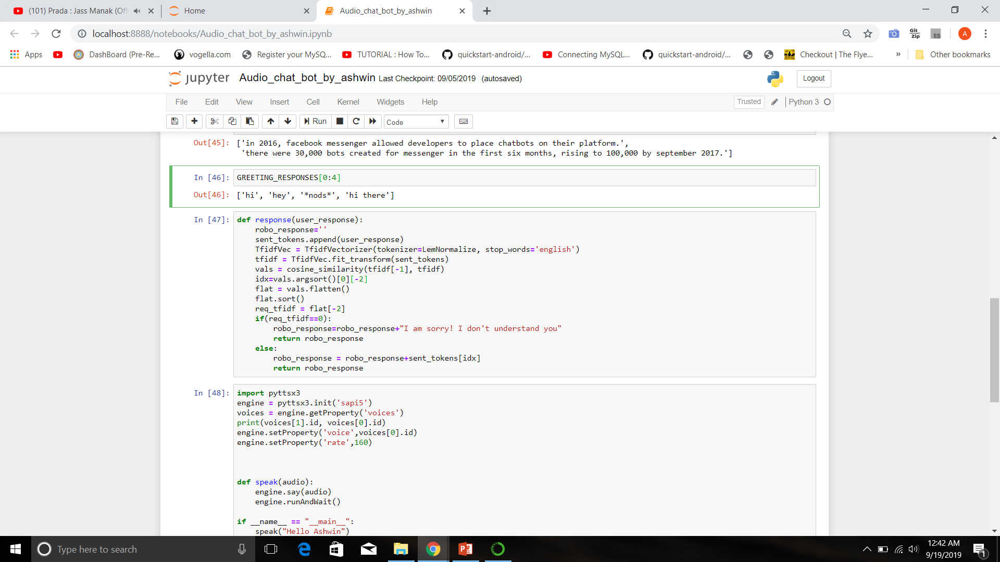 (101) Prada : Jass Manak (Off
Home
Audio_chat_bot_by_ashwin
localhost:8888/notebooks/Audio_chat_bot_by_ashwin.ipynb
Git Zip
ES
A
Apps
DashBoard (Pre-Re...
vogella.com
Register your MySQ...
TUTORIAL : How To...
quickstart-android/...
Connecting MySQL...
quickstart-android/...
Checkout | The Flye...
»
Other bookmarks
jupyter
Audio_chat_bot_by_ashwin Last Checkpoint: 09/05/2019 (autosaved)
Logout
File Edit View Insert Cell Kernel Widgets Help
Trusted
Python 3
Run
Code
Out[45]: ['in 2016, facebook messenger allowed developers to place chatbots on their platform.',
'there were 30,000 bots created for messenger in the first six months, rising to 100,000 by september 2017.']
In [46]: GREETING_RESPONSES[0:4]
Out[46]: ['hi', 'hey', '*nods*', 'hi there']
In [47]: def response(user_response):
robo_response=''
sent_tokens.append(user_response)
TfidfVec = TfidfVectorizer(tokenizer=LemNormalize, stop_words='english')
tfidf = TfidfVec.fit_transform(sent_tokens)
vals = cosine_similarity(tfidf[-1], tfidf)
idx=vals.argsort()[0][-2]
flat = vals.flatten()
flat.sort()
req_tfidf = flat[-2]
if(req_tfidf==0):
robo_response=robo_response+"I am sorry! I don't understand you"
return robo_response
else:
robo_response = robo_response+sent_tokens[idx]
return robo_response
In [48]: import pyttsx3
engine = pyttsx3.init('sapi5')
voices = engine.getProperty('voices')
print(voices[1].id, voices[0].id)
engine.setProperty('voice',voices[0].id)
engine.setProperty('rate',160)
def speak(audio):
engine.say(audio)
engine.runAndWait()
if __name__ == "__main__":
speak("Hello Ashwin")
Type here to search
12:42 AM
9/19/2019
1